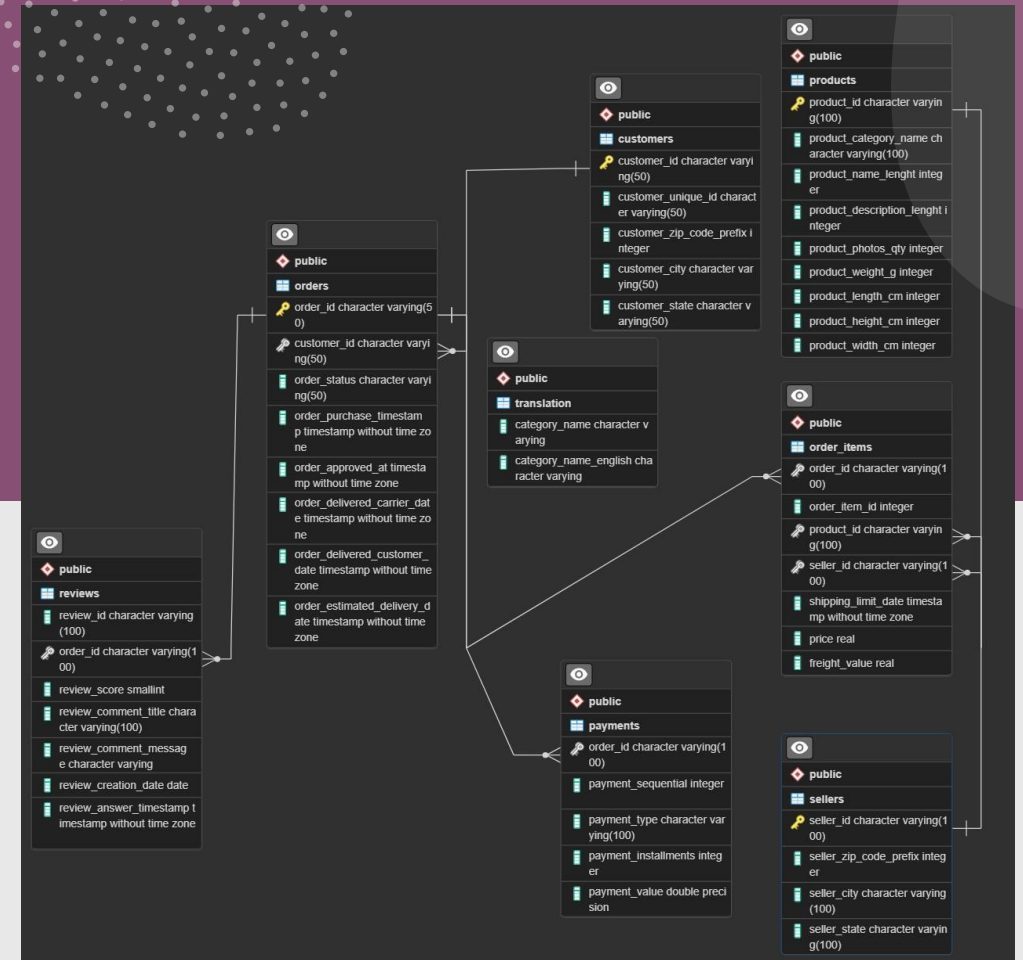 public
products
product_id character varyin
g(100)
product_category_name ch
aracter varying(100)
product_name_lenght integ
er
product_description_lenght i
nteger
product_photos_qty integer
product_weight_g integer
product_length_cm integer
product_height_cm integer
product_width_cm integer
public
customers
customer_id character varyi
ng(50)
customer_unique_id charact
er varying(50)
customer_zip_code_prefix i
nteger
customer_city character var
ying(50)
customer_state character v
arying(50)
public
orders
order_id character varying(5
0)
customer_id character varyi
ng(50)
order_status character varyi
ng(50)
order_purchase_timestam
p timestamp without time zo
ne
order_approved_at timesta
mp without time zone
order_delivered_carrier_dat
e timestamp without time zo
ne
order_delivered_customer_
date timestamp without time
zone
order_estimated_delivery_d
ate timestamp without time
zone
public
translation
category_name character v
arying
category_name_english cha
racter varying
public
order_items
order_id character varying(1
00)
order_item_id integer
product_id character varyin
g(100)
seller_id character varying(1
00)
shipping_limit_date timesta
mp without time zone
price real
freight_value real
public
reviews
review_id character varying
(100)
order_id character varying(1
00)
review_score smallint
review_comment_title chara
cter varying(100)
review_comment_messag
e character varying
review_creation_date date
review_answer_timestamp t
imestamp without time zone
public
payments
order_id character varying(1
00)
payment_sequential integer
payment_type character var
ying(100)
payment_installments integ
er
payment_value double preci
sion
public
sellers
seller_id character varying(1
00)
seller_zip_code_prefix integ
er
seller_city character varying
(100)
seller_state character varyin
g(100)